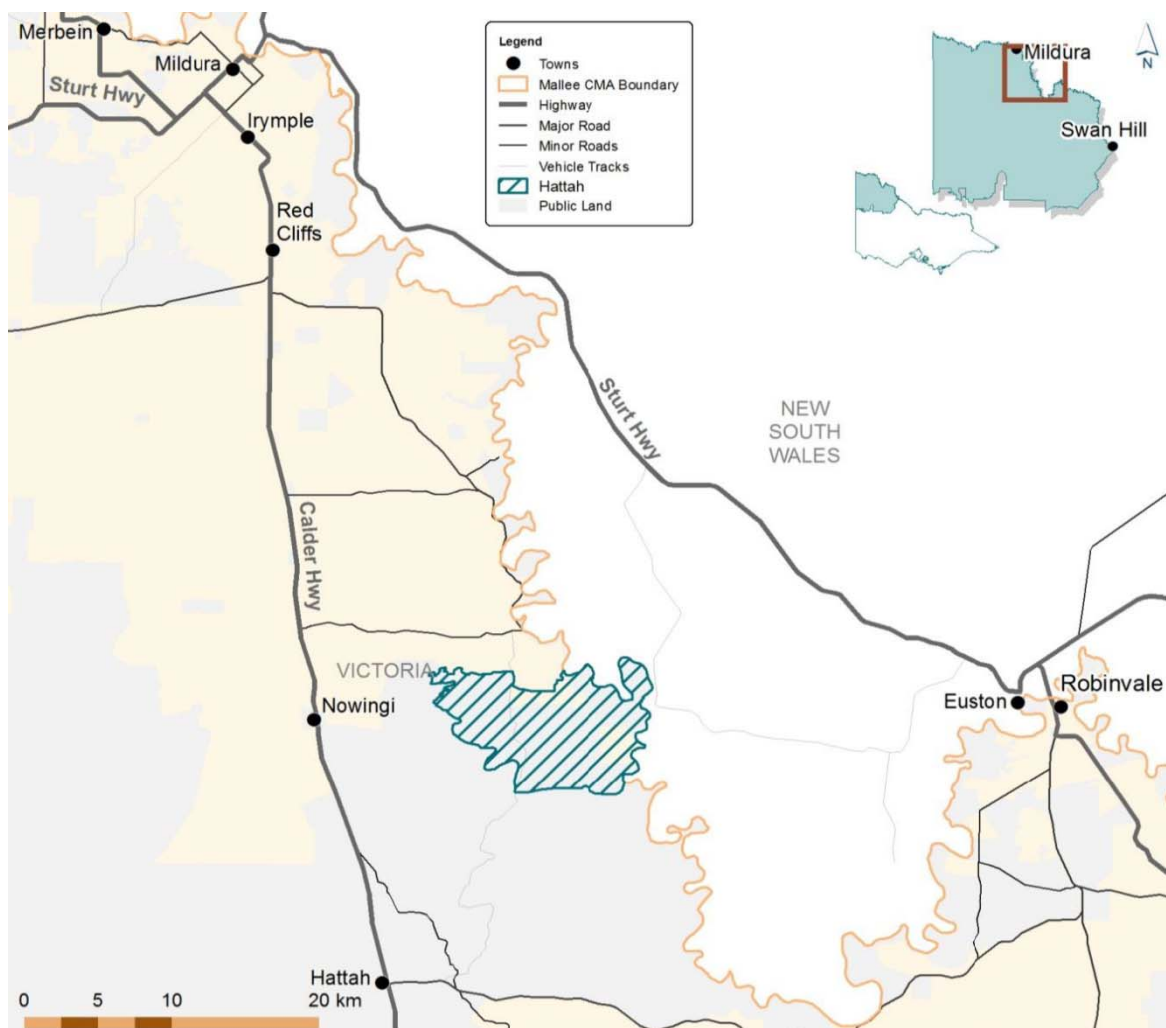 Merbein
Mildura
Sturt Hwy
Irymple
Red
Cliffs
Legend
Towns
Mallee CMA Boundary
Highway
Major Road
Minor Roads
Vehicle Tracks
Hattah
Public Land
Mildura
N
Swan Hill
Sturt Hwy
NEW
SOUTH
WALES
Calder Hwy
VICTORIA
Nowingi
Euston
Robinvale
Hattah
0 5 10 20 km